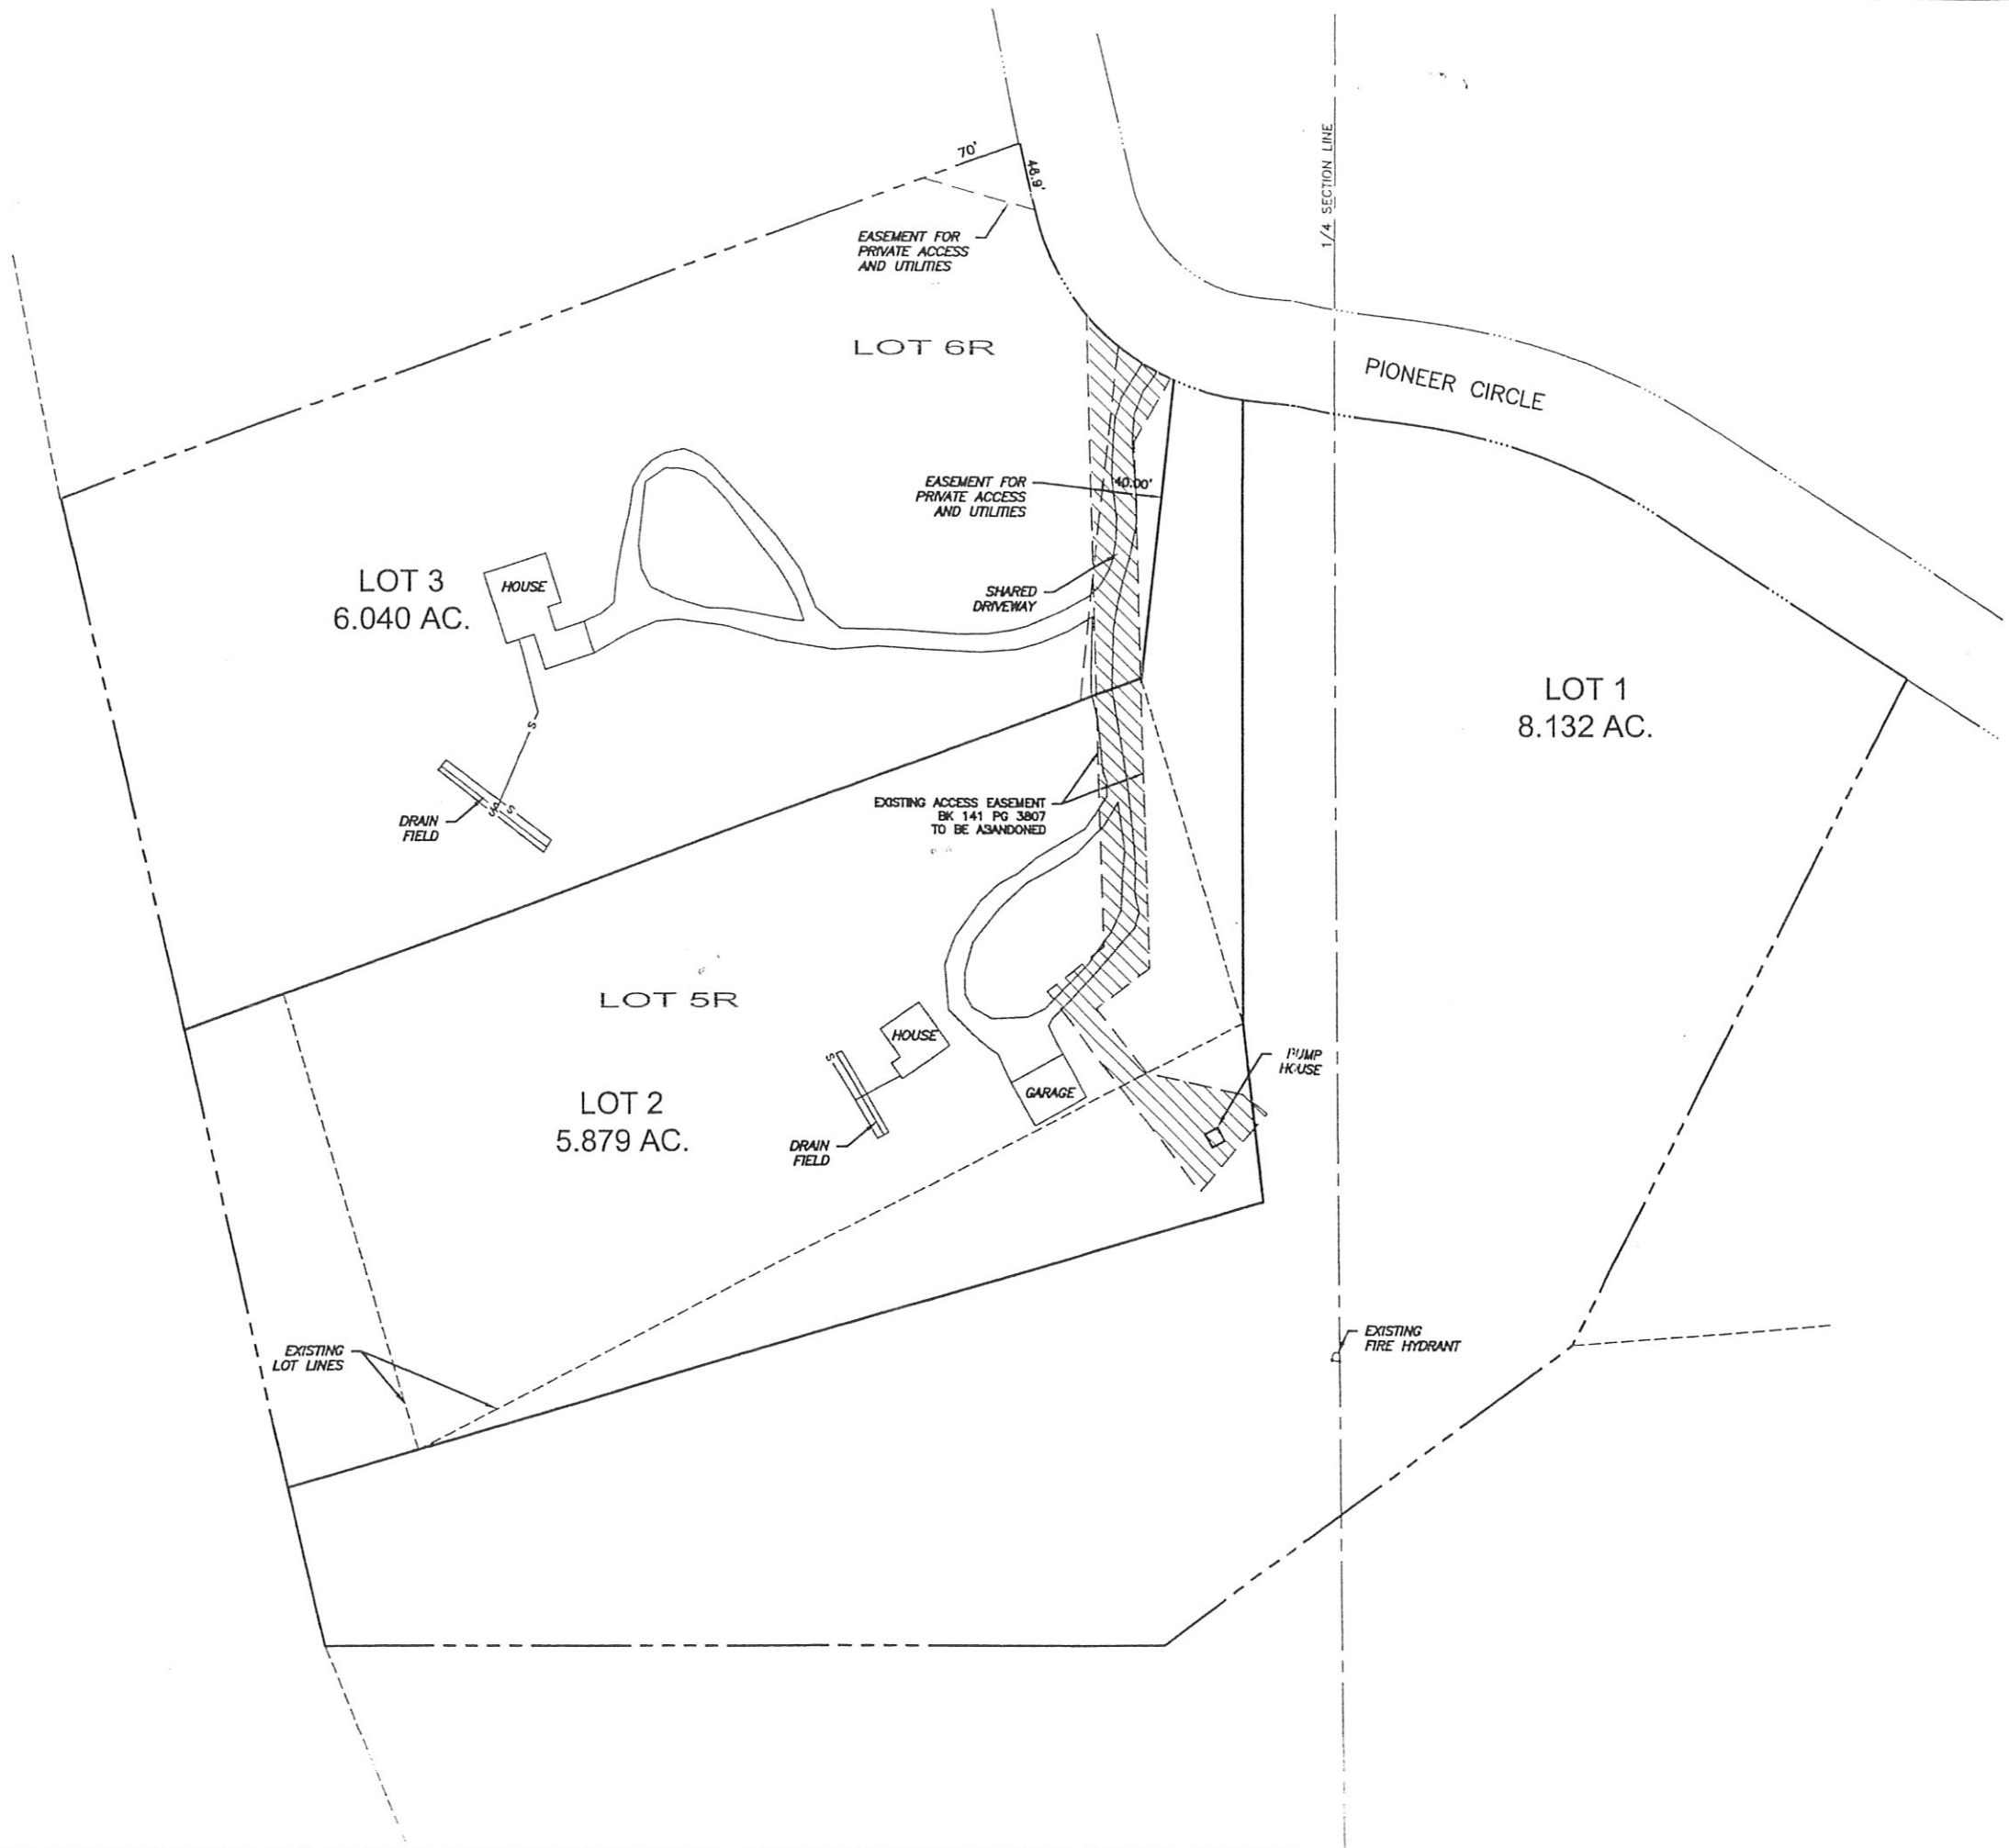 70'
48.9'
1/4 SECTION LINE
EASEMENT FOR
PRIVATE ACCESS
AND UTILITIES
LOT 6R
PIONEER CIRCLE
EASEMENT FOR
PRIVATE ACCESS
AND UTILITIES
40.00'
LOT 3
6.040 AC.
HOUSE
SHARED
DRIVEWAY
LOT 1
8.132 AC.
S
S
S
S
DRAIN
FIELD
EXISTING ACCESS EASEMENT
BK 141 PG 3807
TO BE ABANDONED
LOT 5R
HOUSE
S
PUMP
HOUSE
GARAGE
LOT 2
5.879 AC.
DRAIN
FIELD
EXISTING
LOT LINES
EXISTING
FIRE HYDRANT